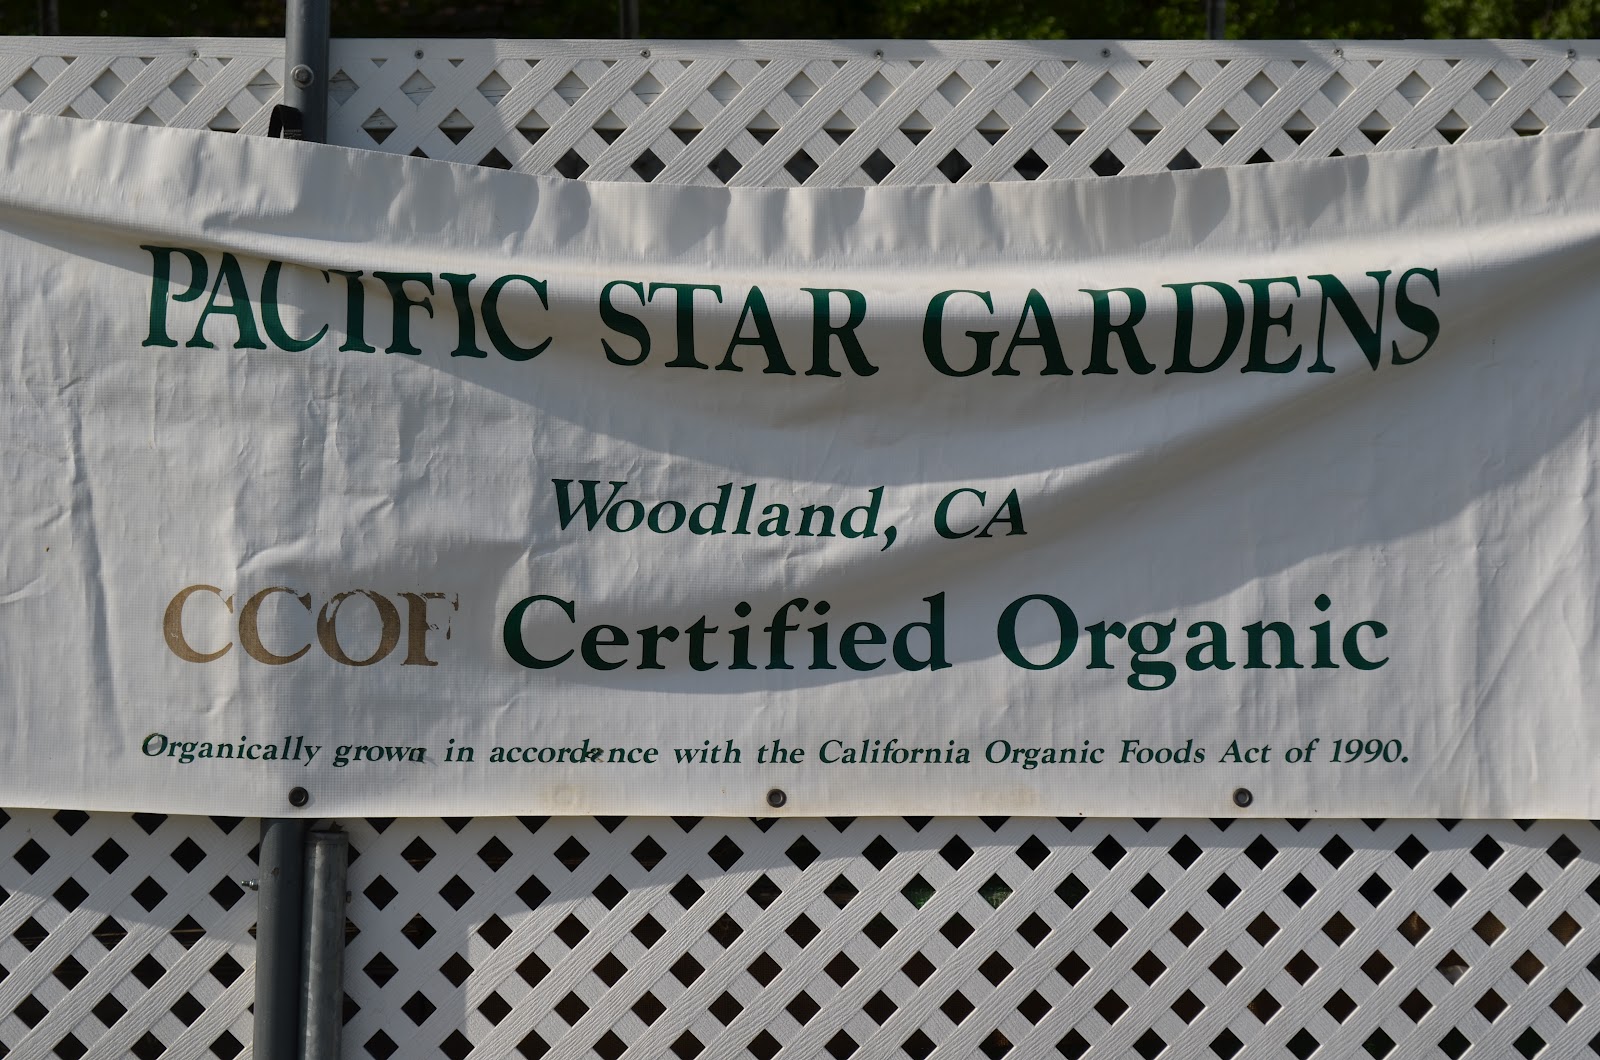 PACIFIC STAR GARDENS
Woodland, CA
CCOF Certified Organic
Organically grown in accordance with the California Organic Foods Act of 1990.